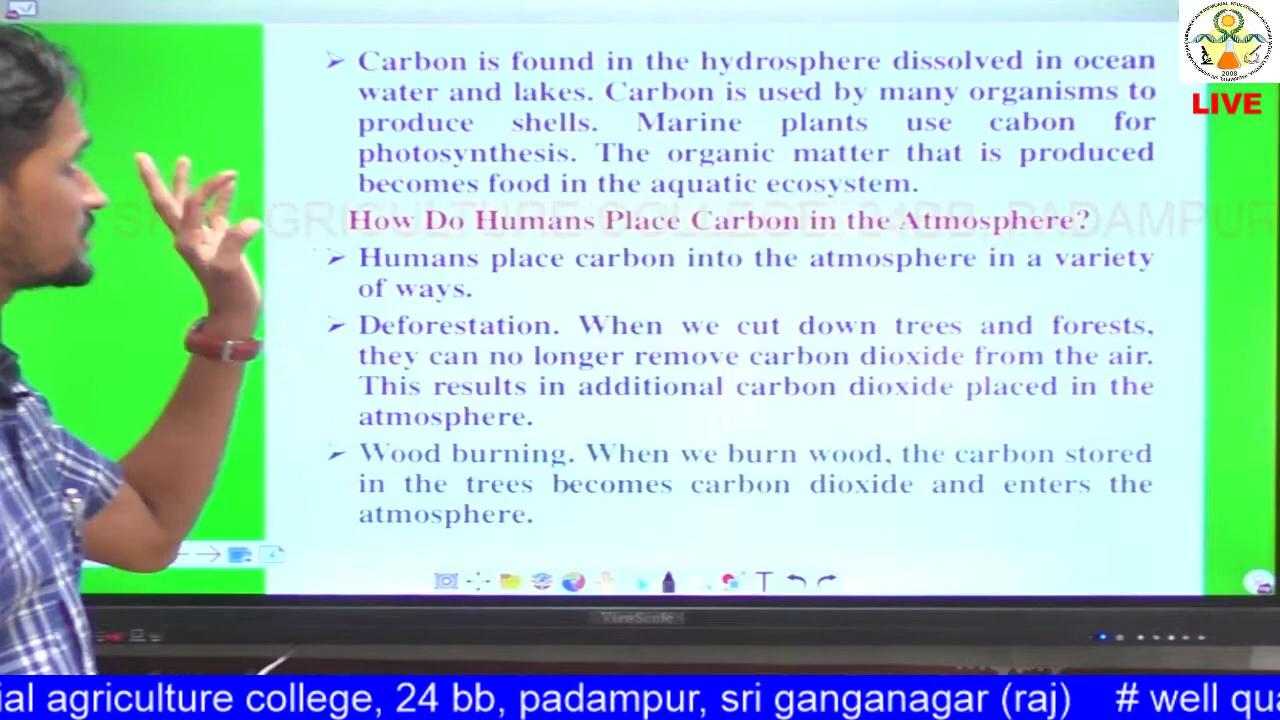 ➢ Carbon is found in the hydrosphere dissolved in ocean
water and lakes. Carbon is used by many organisms to
produce shells. Marine plants use cabon for
photosynthesis. The organic matter that is produced
becomes food in the aquatic ecosystem.
How Do Humans Place Carbon in the Atmosphere?
➢ Humans place carbon into the atmosphere in a variety
of ways.
➢ Deforestation. When we cut down trees and forests,
they can no longer remove carbon dioxide from the air.
This results in additional carbon dioxide placed in the
atmosphere.
➢ Wood burning. When we burn wood, the carbon stored
in the trees becomes carbon dioxide and enters the
atmosphere.
2008
LIVE
AGRICULTURE COLLEGE, 24BB, PADAMPUR
T
ViewSonic
ial agriculture college, 24 bb, padampur, sri ganganagar (raj) # well qua